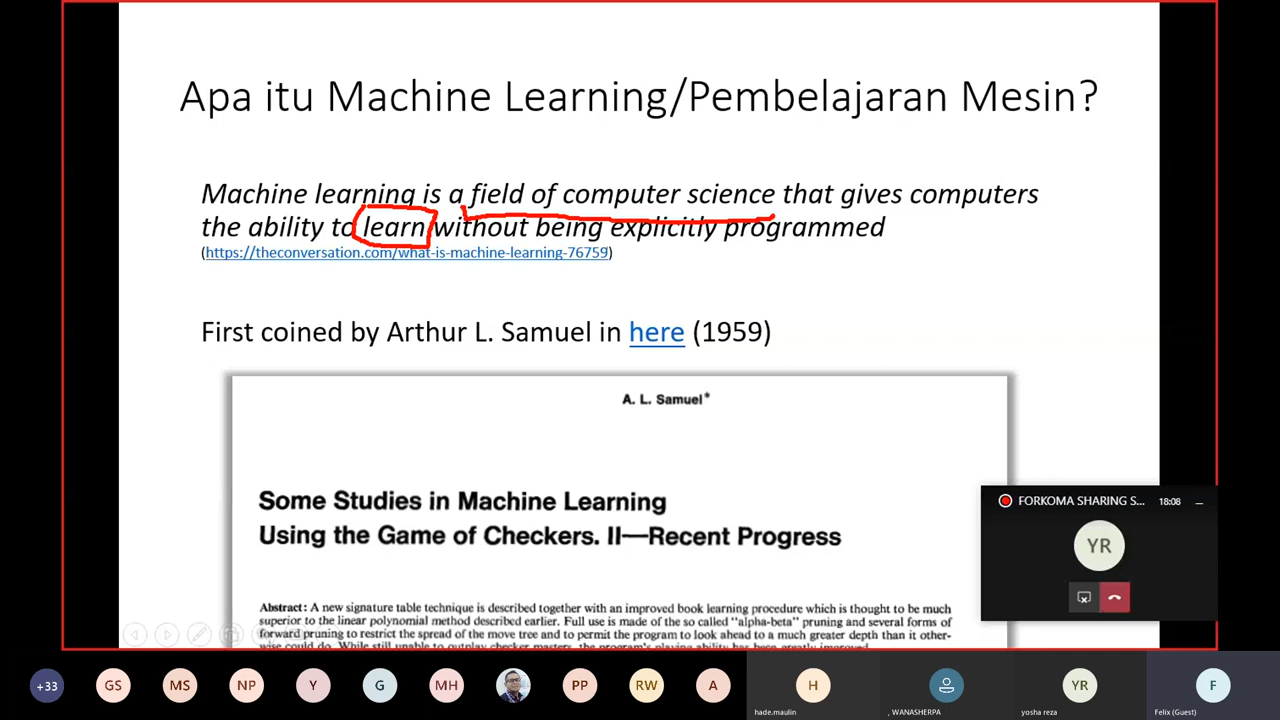 Apa itu Machine Learning/Pembelajaran Mesin?
Machine learning is a field of computer science that gives computers
the ability to learn without being explicitly programmed
(https://theconversation.com/what-is-machine-learning-76759)
First coined by Arthur L. Samuel in here (1959)
A. L. Samuel*
Some Studies in Machine Learning
Using the Game of Checkers. II—Recent Progress
Abstract: A new signature table technique is described together with an improved book learning procedure which is thought to be much
superior to the linear polynomial method described earlier. Full use is made of the so called "alpha-beta" pruning and several forms of
forward pruning to restrict the spread of the move tree and to permit the program to look ahead to a much greater depth than it other-
wise could do. While still unable to outplay checker masters, the program's playing ability has been greatly improved.
FORKOMA SHARING S... 18:08
YR
+33 GS MS NP Y G MH PP RW A H YR F
hade.maulin , WANASHERPA yosha reza Felix (Guest)